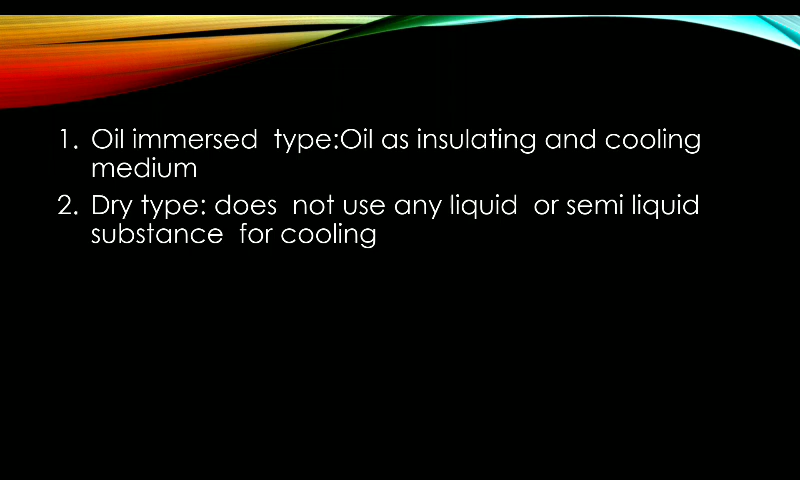 1. Oil immersed  type:Oil as insulating and cooling
medium
2. Dry type: does  not use any liquid  or semi liquid
substance  for cooling